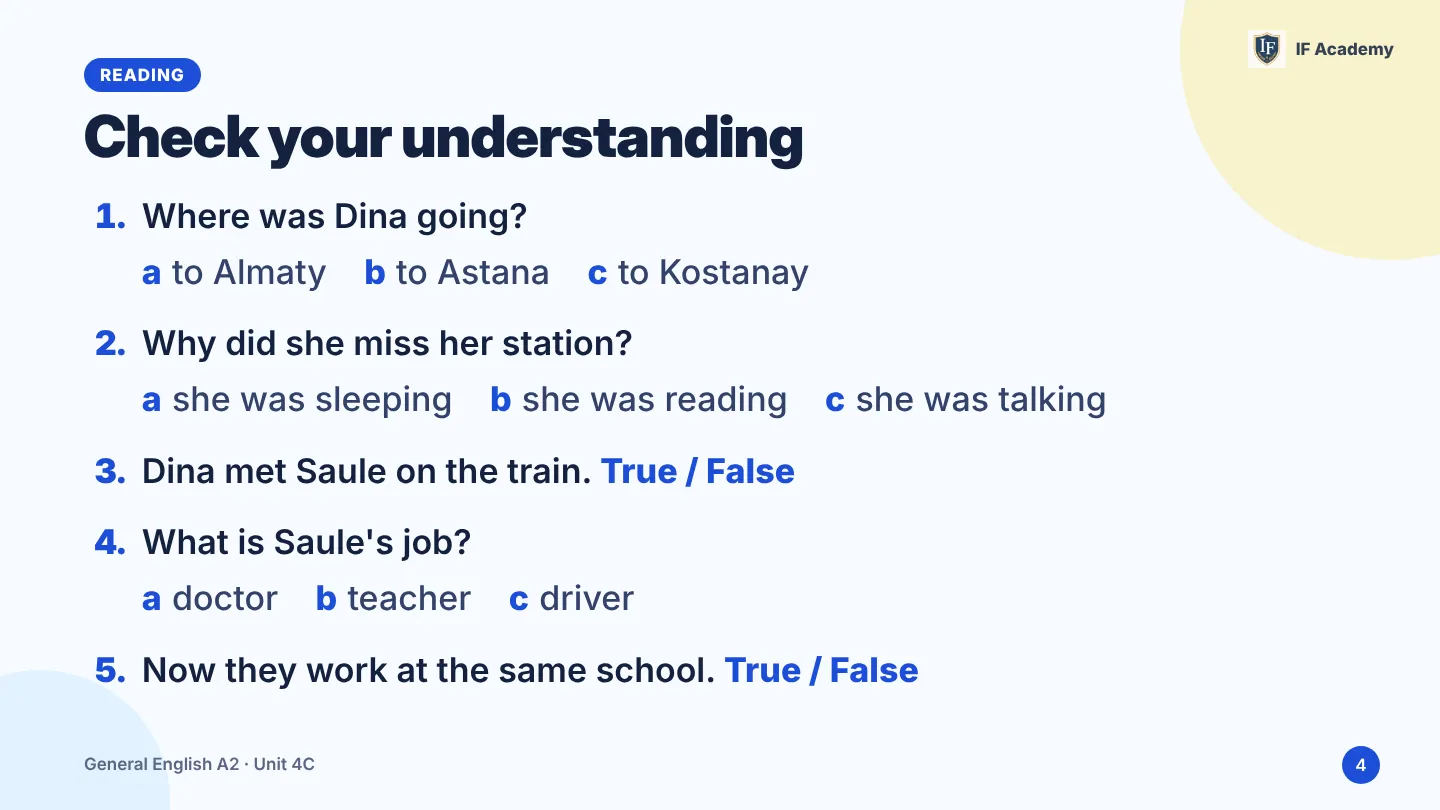 IF
IF Academy
READING
Check your understanding
1. Where was Dina going?
a to Almaty b to Astana c to Kostanay
2. Why did she miss her station?
a she was sleeping b she was reading c she was talking
3. Dina met Saule on the train. True / False
4. What is Saule's job?
a doctor b teacher c driver
5. Now they work at the same school. True / False
General English A2 · Unit 4C
4